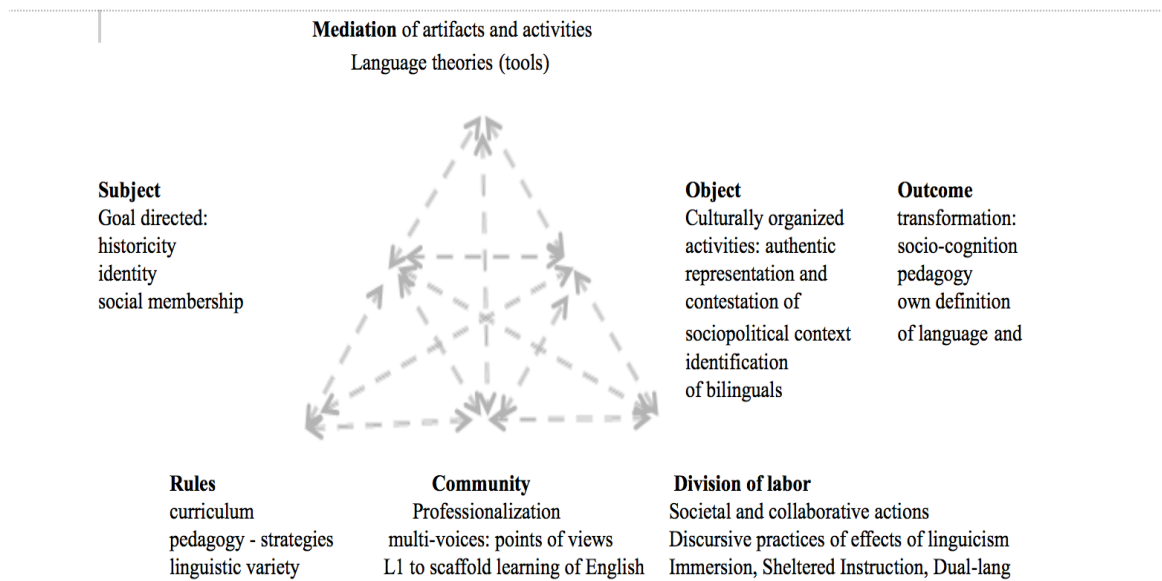 Mediation of artifacts and activities
Language theories (tools)
Subject
Goal directed:
historicity
identity
social membership
Object
Culturally organized
activities: authentic
representation and
contestation of
sociopolitical context
identification
of bilinguals
Outcome
transformation:
socio-cognition
pedagogy
own definition
of language and
Rules
curriculum
pedagogy - strategies
linguistic variety
Community
Professionalization
multi-voices: points of views
L1 to scaffold learning of English
Division of labor
Societal and collaborative actions
Discursive practices of effects of linguicism
Immersion, Sheltered Instruction, Dual-lang